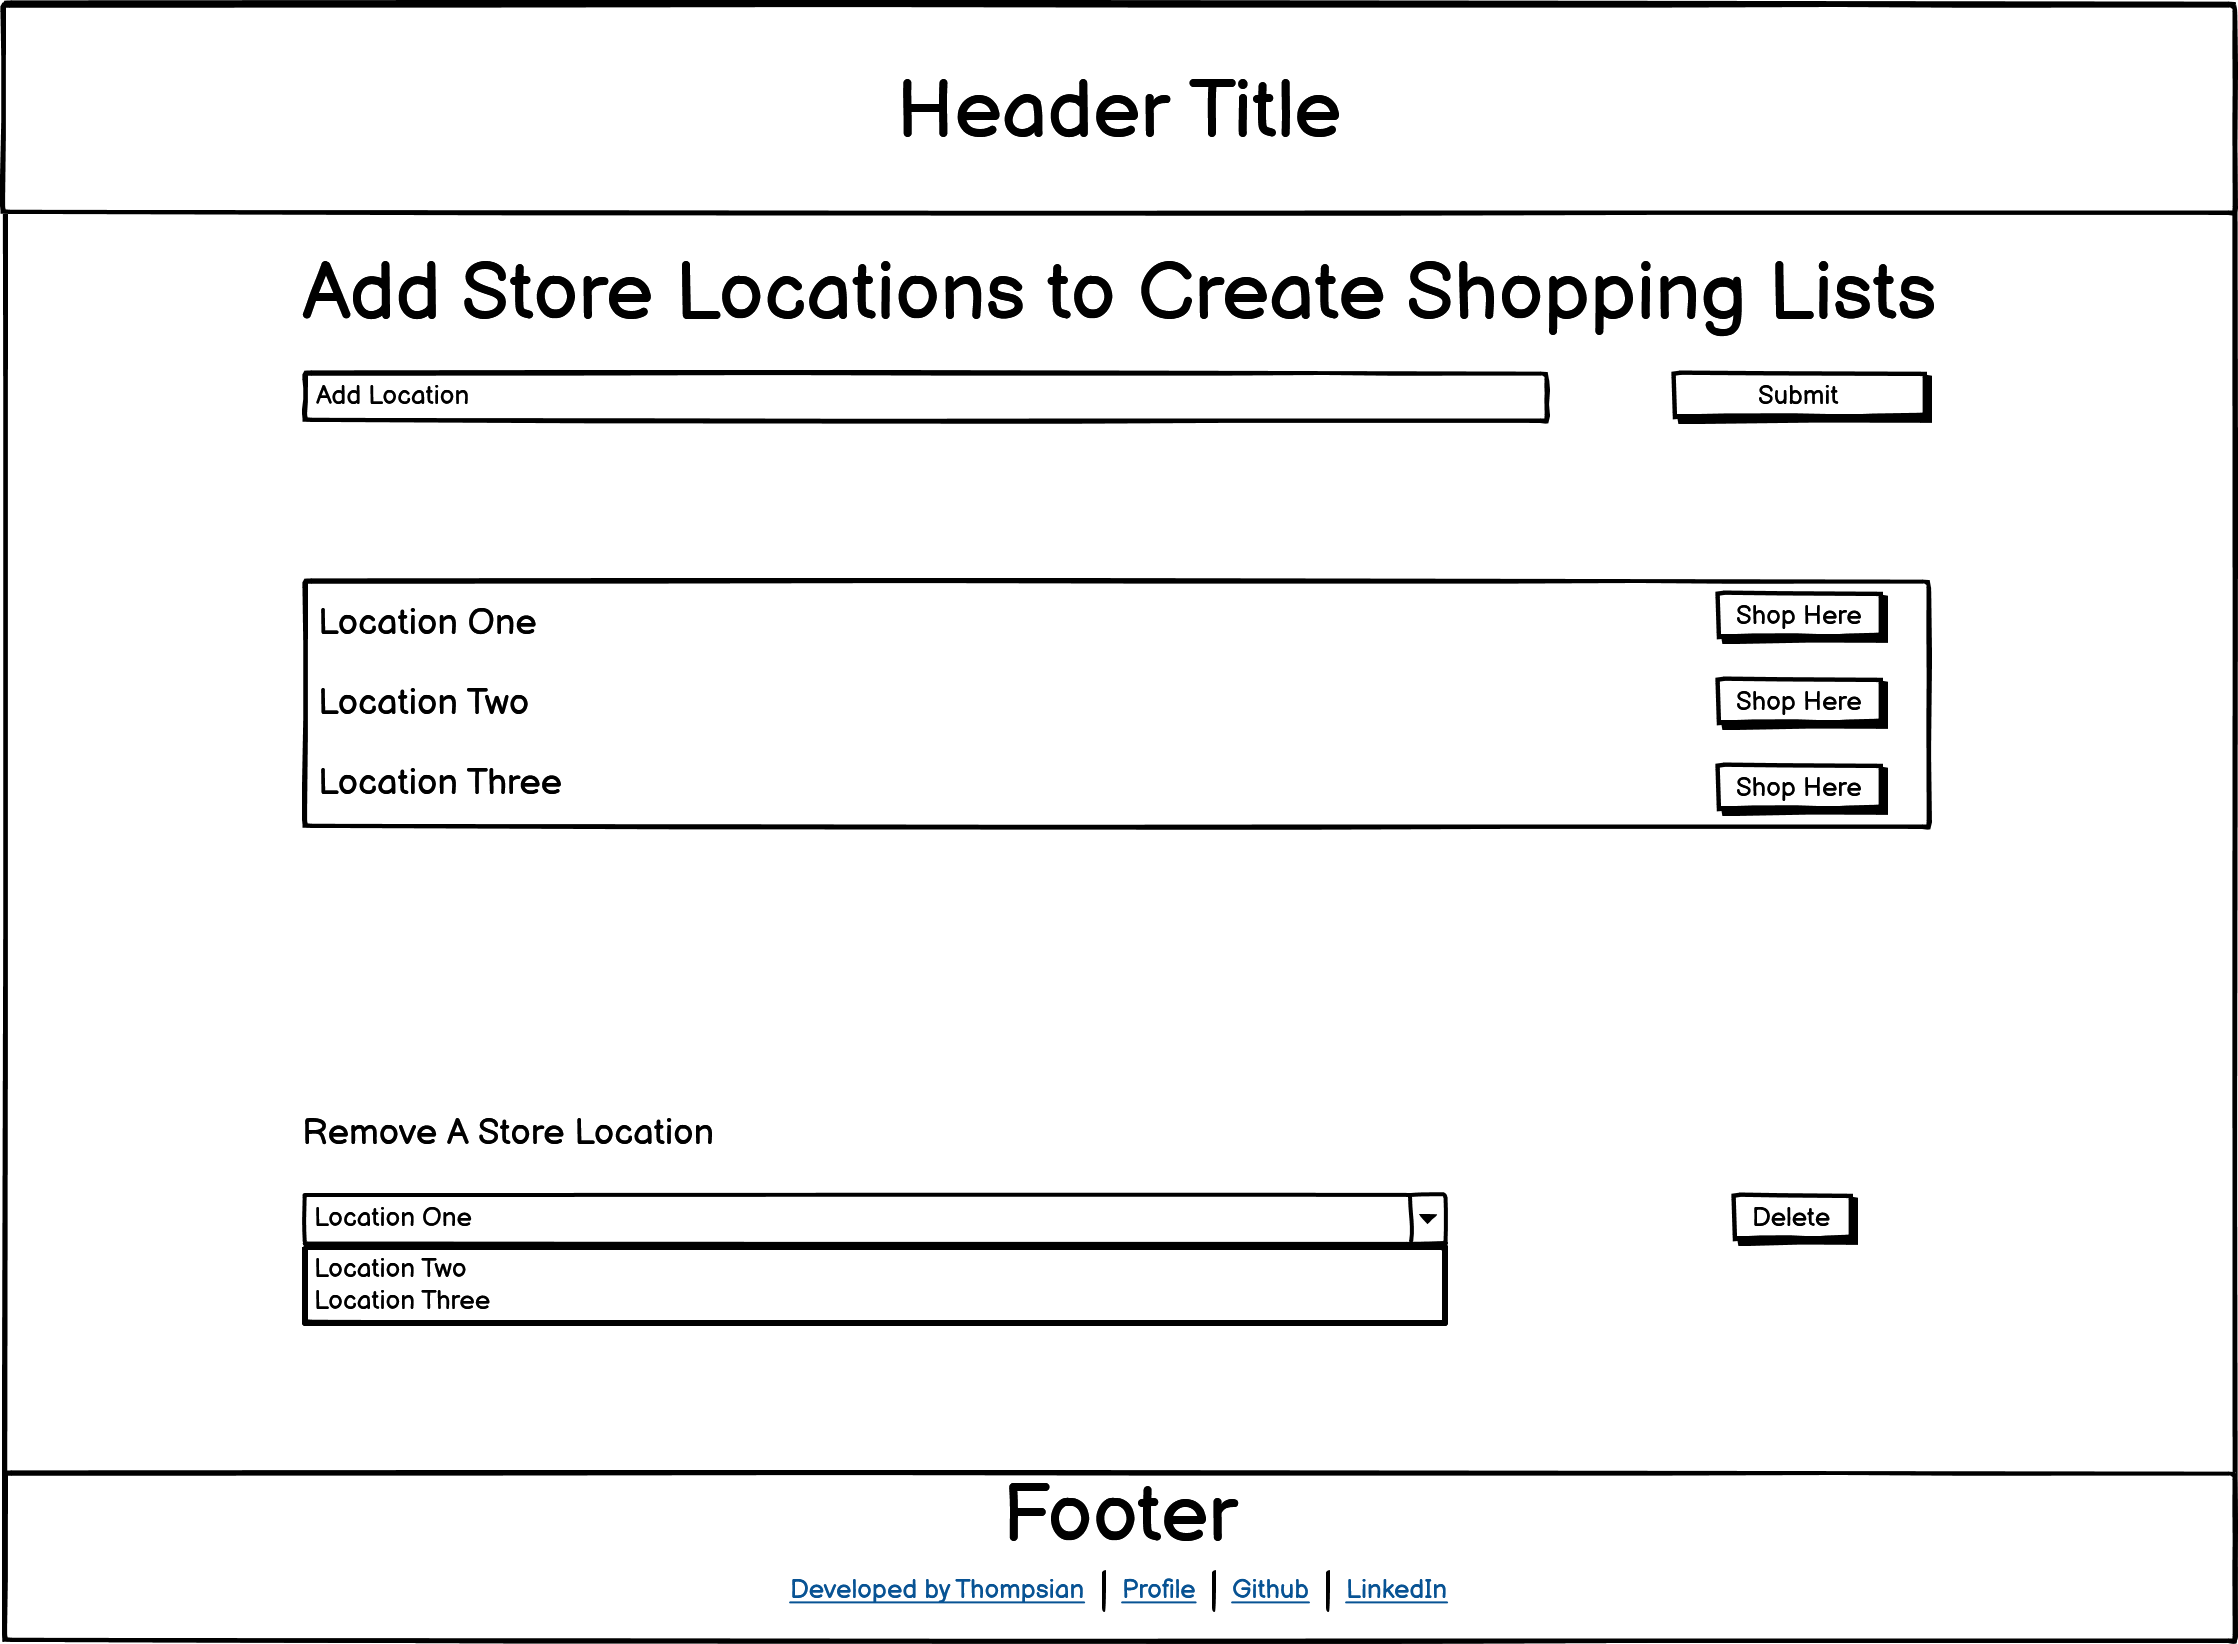 Header Title
Add Store Locations to Create Shopping Lists
Add Location
Submit
Location One
Shop Here
Location Two
Shop Here
Location Three
Shop Here
Remove A Store Location
Location One
Delete
Location Two
Location Three
Footer
Developed by Thompsian | Profile | Github | LinkedIn